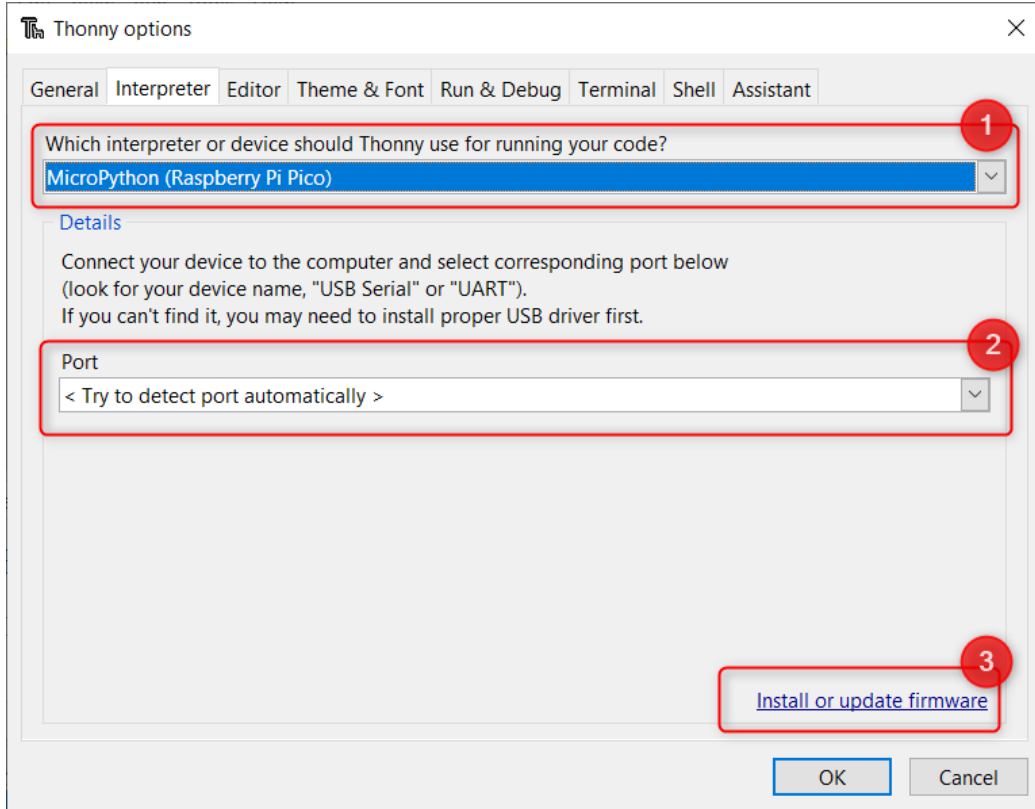 Thonny options
General Interpreter Editor Theme & Font Run & Debug Terminal Shell Assistant
1
Which interpreter or device should Thonny use for running your code?
MicroPython (Raspberry Pi Pico)
Details
Connect your device to the computer and select corresponding port below
(look for your device name, "USB Serial" or "UART").
If you can't find it, you may need to install proper USB driver first.
2
Port
< Try to detect port automatically >
3
Install or update firmware
OK Cancel